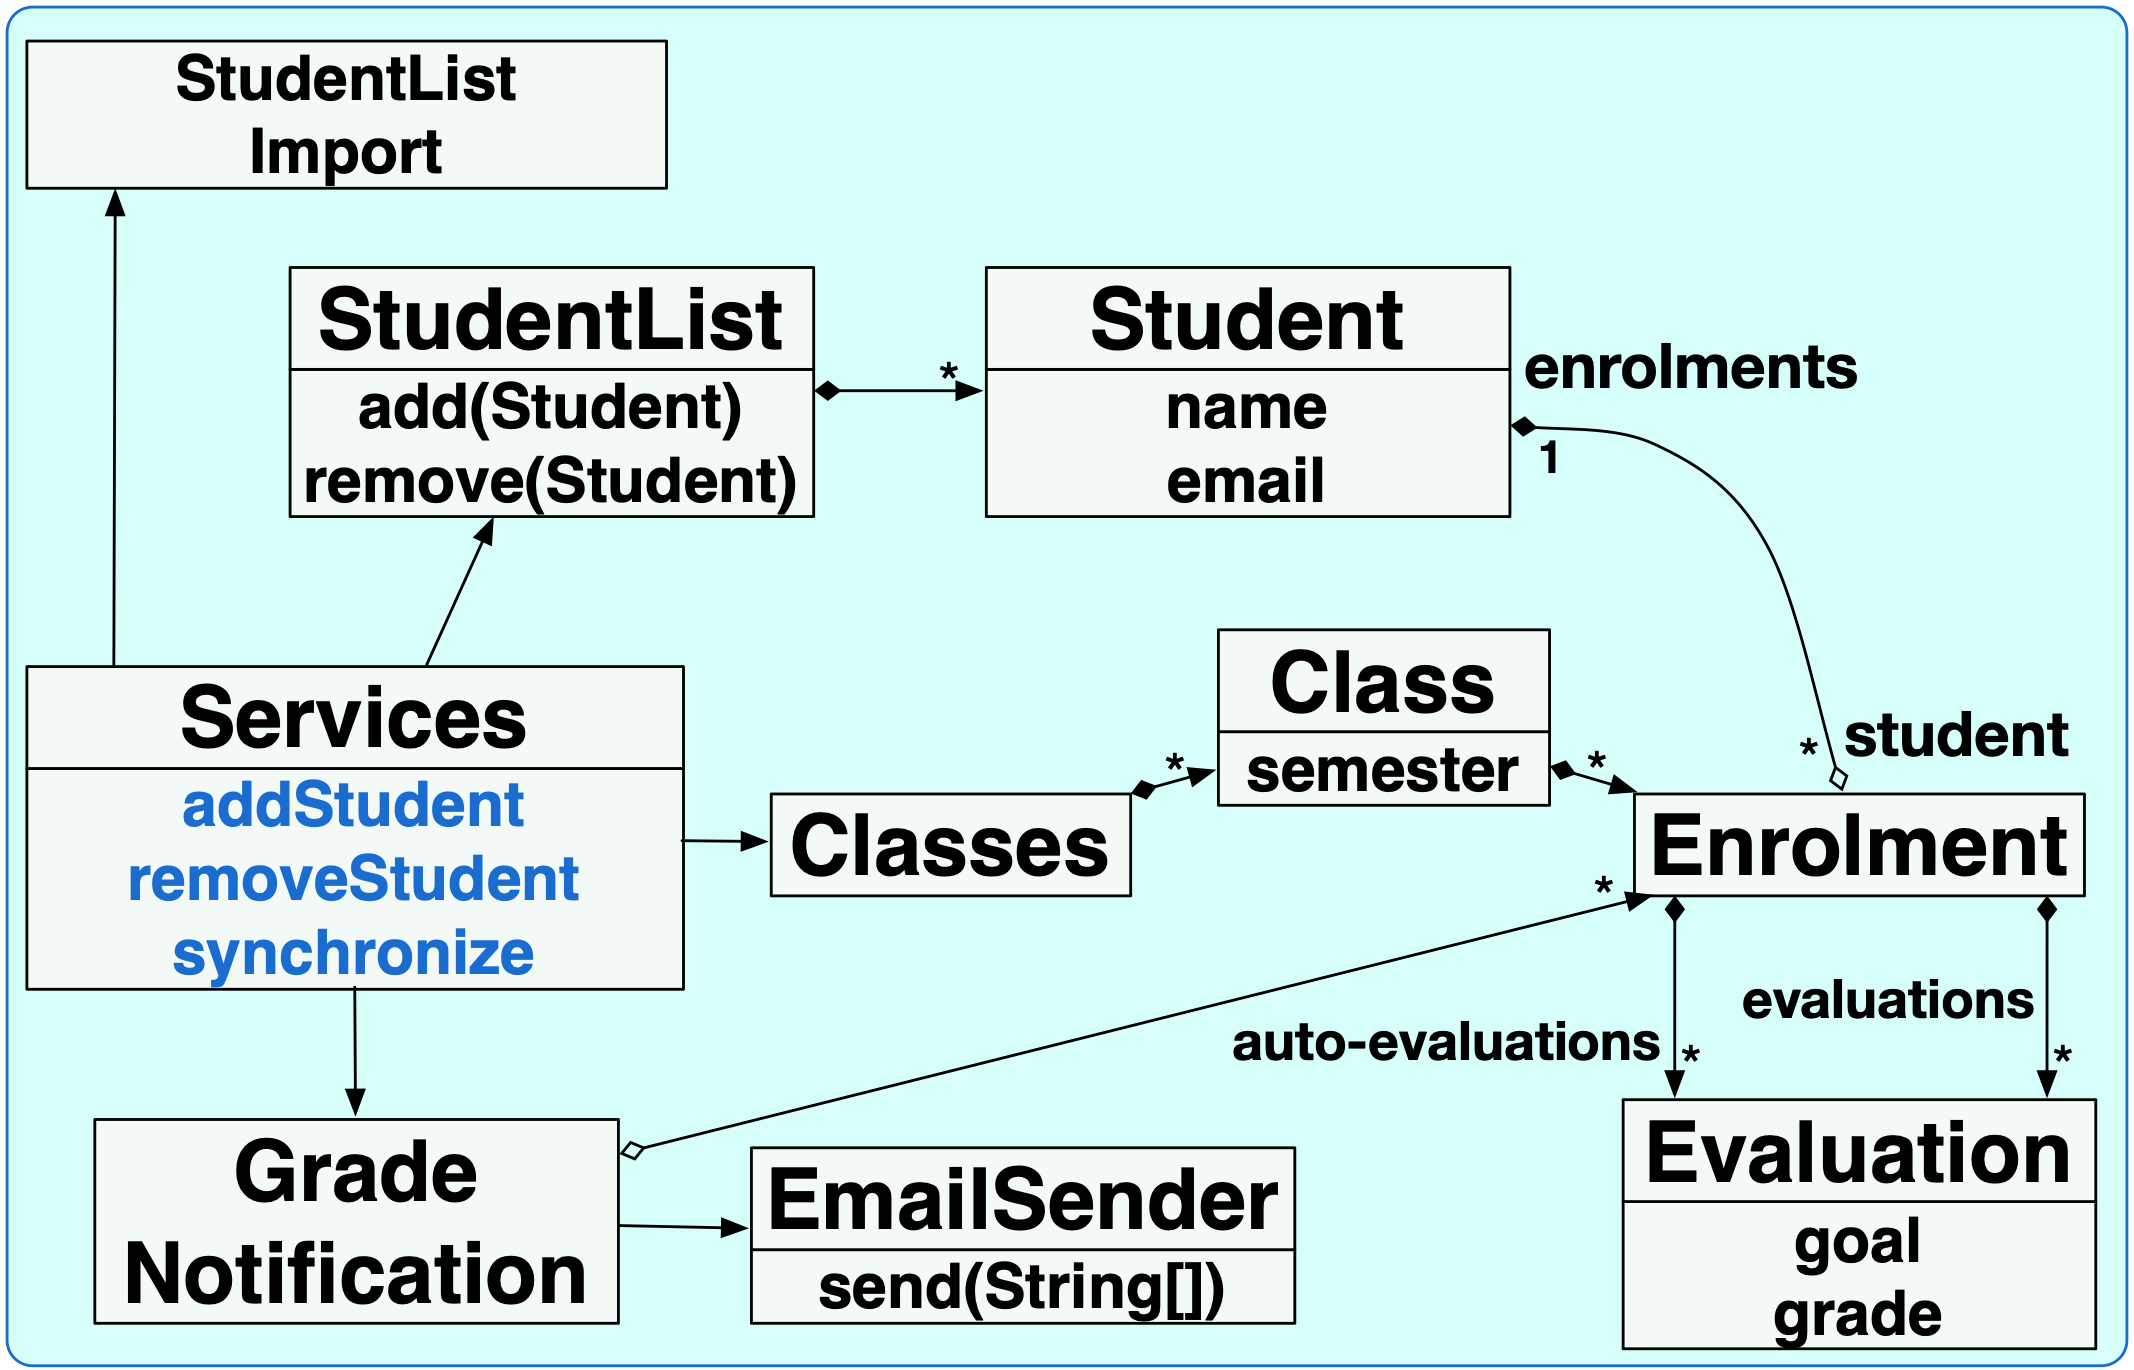 StudentList
Import
StudentList
add(Student)
remove(Student)
*
Student
name
email
enrolments
1
* student
Services
addStudent
removeStudent
synchronize
Classes
*
Class
semester
*
Enrolment
*
auto-evaluations
*
evaluations
*
Grade
Notification
EmailSender
send(String[])
Evaluation
goal
grade